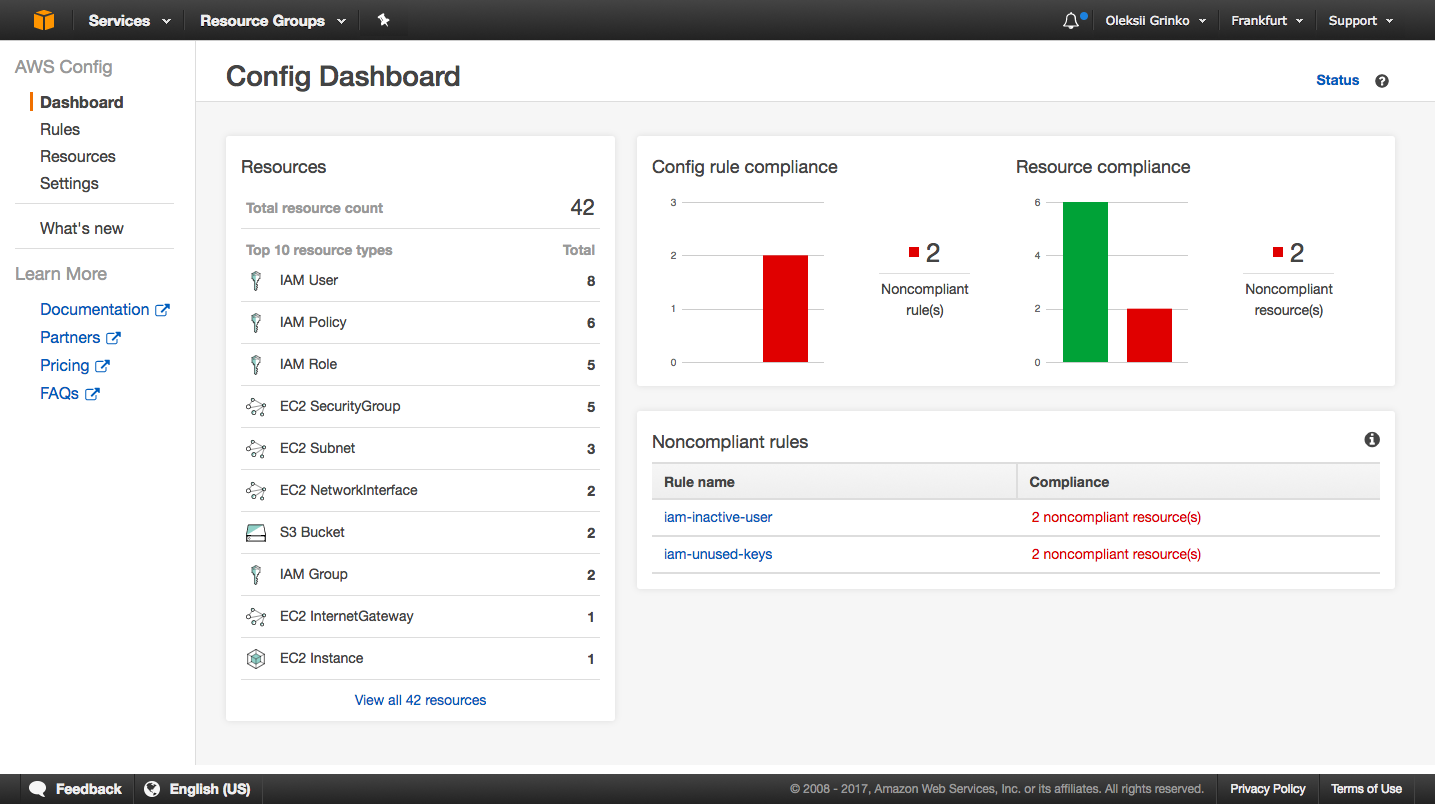 Services Resource Groups Oleksii Grinko Frankfurt Support
AWS Config
Dashboard
Rules
Resources
Settings
What's new
Learn More
Documentation
Partners
Pricing
FAQs
Config Dashboard
Status ?
Resources
Total resource count 42
Top 10 resource types Total
IAM User 8
IAM Policy 6
IAM Role 5
EC2 SecurityGroup 5
EC2 Subnet 3
EC2 NetworkInterface 2
S3 Bucket 2
IAM Group 2
EC2 InternetGateway 1
EC2 Instance 1
View all 42 resources
Config rule compliance
3
2
1
0
2
Noncompliant
rule(s)
Resource compliance
6
4
2
0
2
Noncompliant
resource(s)
Noncompliant rules i
Rule name Compliance
iam-inactive-user 2 noncompliant resource(s)
iam-unused-keys 2 noncompliant resource(s)
Feedback English (US) © 2008 - 2017, Amazon Web Services, Inc. or its affiliates. All rights reserved. Privacy Policy Terms of Use